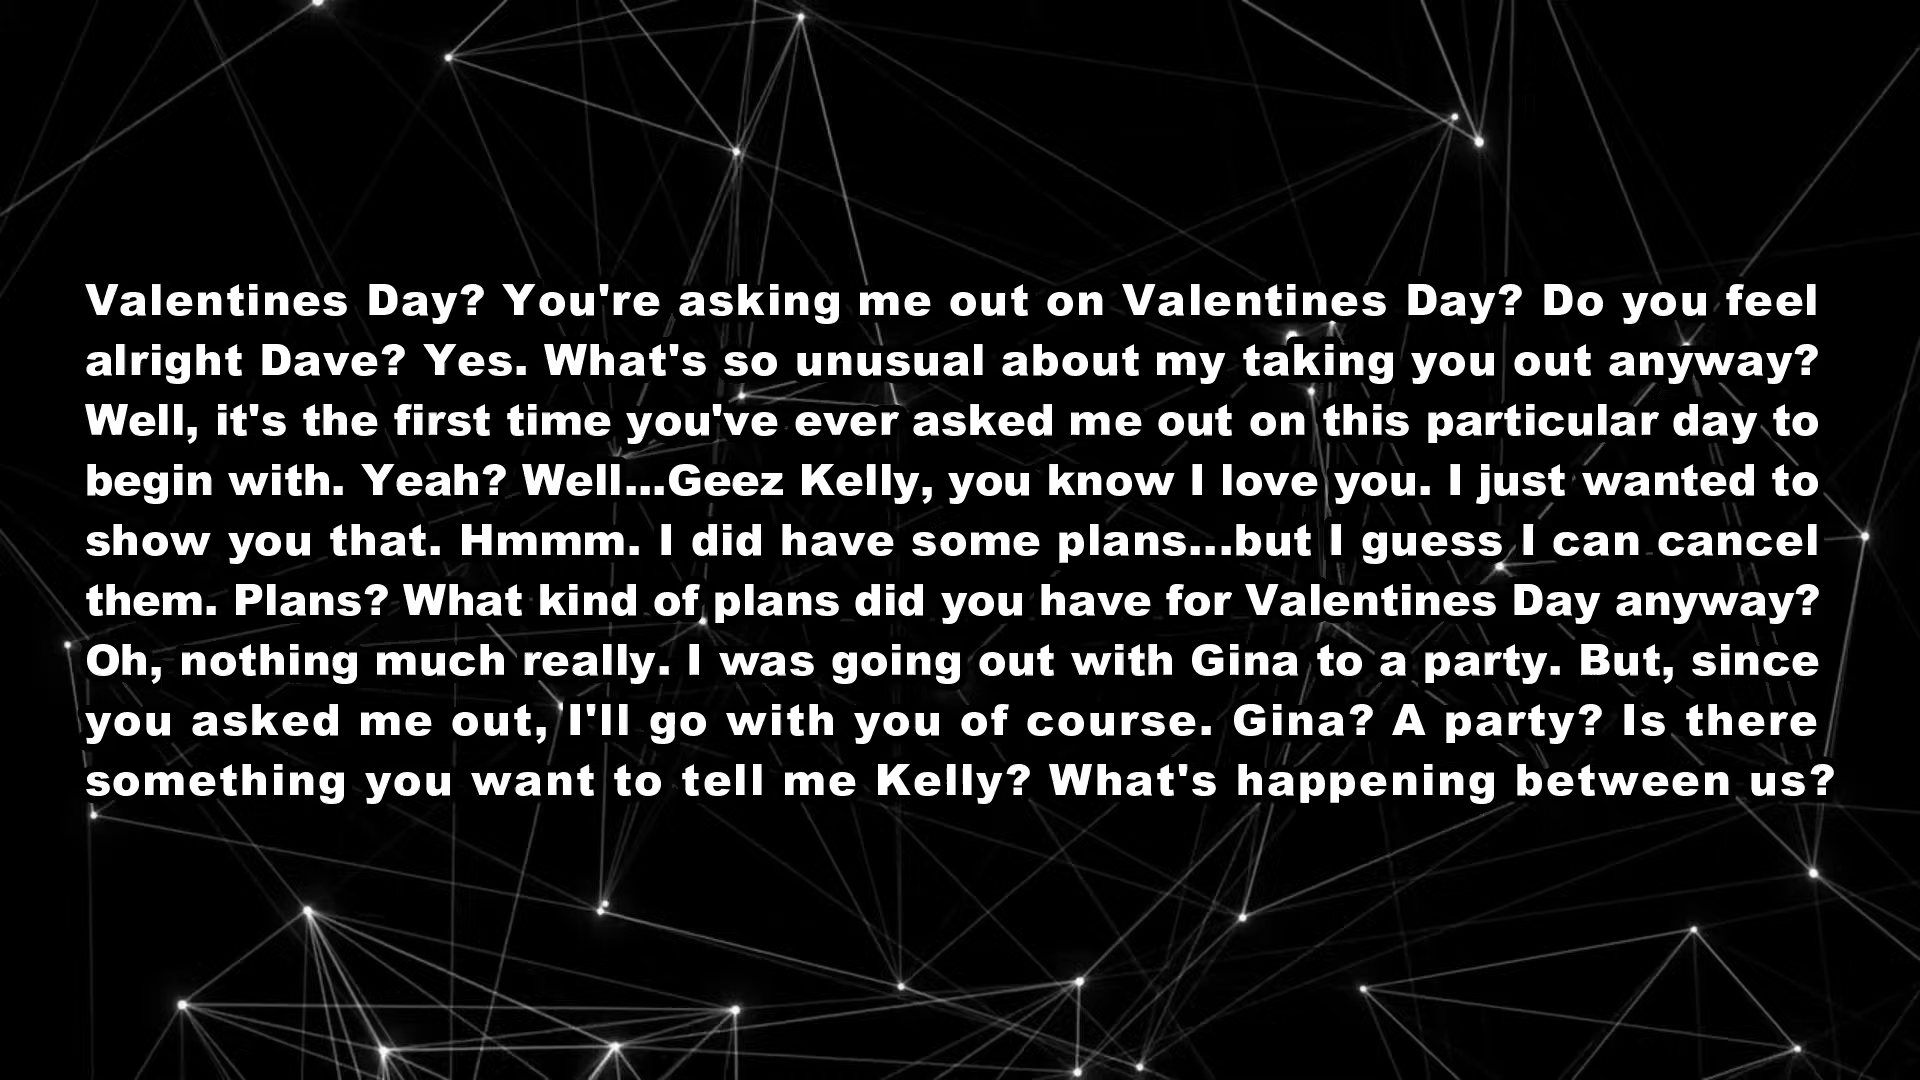 Valentines Day? You're asking me out on Valentines Day? Do you feel
alright Dave? Yes. What's so unusual about my taking you out anyway?
Well, it's the first time you've ever asked me out on this particular day to
begin with. Yeah? Well...Geez Kelly, you know I love you. I just wanted to
show you that. Hmmm. I did have some plans...but I guess I can cancel
them. Plans? What kind of plans did you have for Valentines Day anyway?
Oh, nothing much really. I was going out with Gina to a party. But, since
you asked me out, I'll go with you of course. Gina? A party? Is there
something you want to tell me Kelly? What's happening between us?